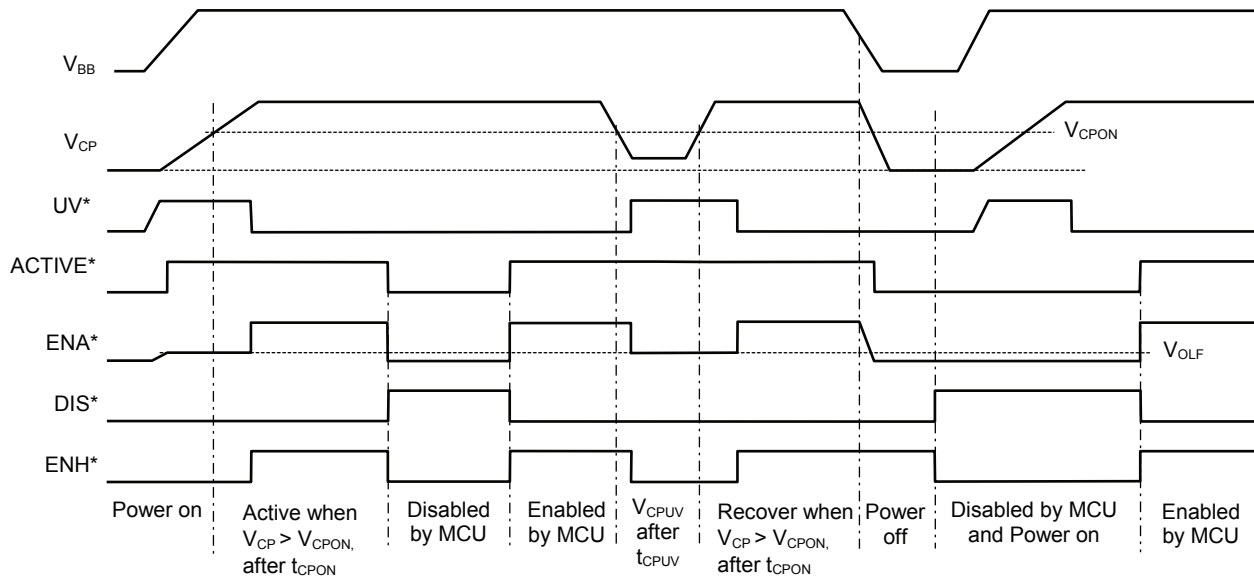 V_BB
V_CP
V_CPON
UV*
ACTIVE*
ENA*
V_OLF
DIS*
ENH*
Power on
Active when
V_CP > V_CPON,
after t_CPON
Disabled
by MCU
Enabled
by MCU
V_CPUV
after
t_CPUV
Recover when
V_CP > V_CPON,
after t_CPON
Power
off
Disabled by MCU
and Power on
Enabled
by MCU